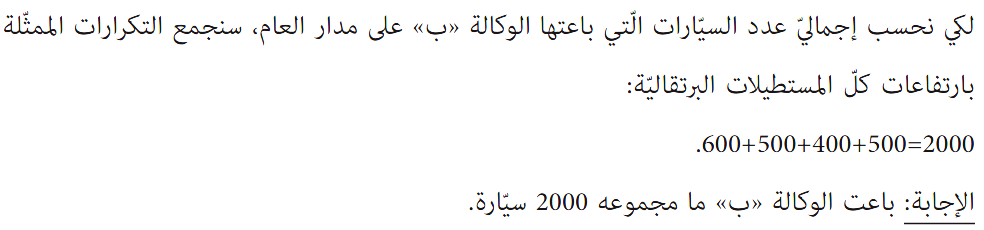 لكي نحسب إجماليّ عدد السيّارات الّتي باعتها الوكالة «ب» على مدار العام، سنجمع التكرارات الممثّلة
بارتفاعات كلّ المستطيلات البرتقاليّة:
600+500+400+500=2000.
الإجابة: باعت الوكالة «ب» ما مجموعه 2000 سيّارة.